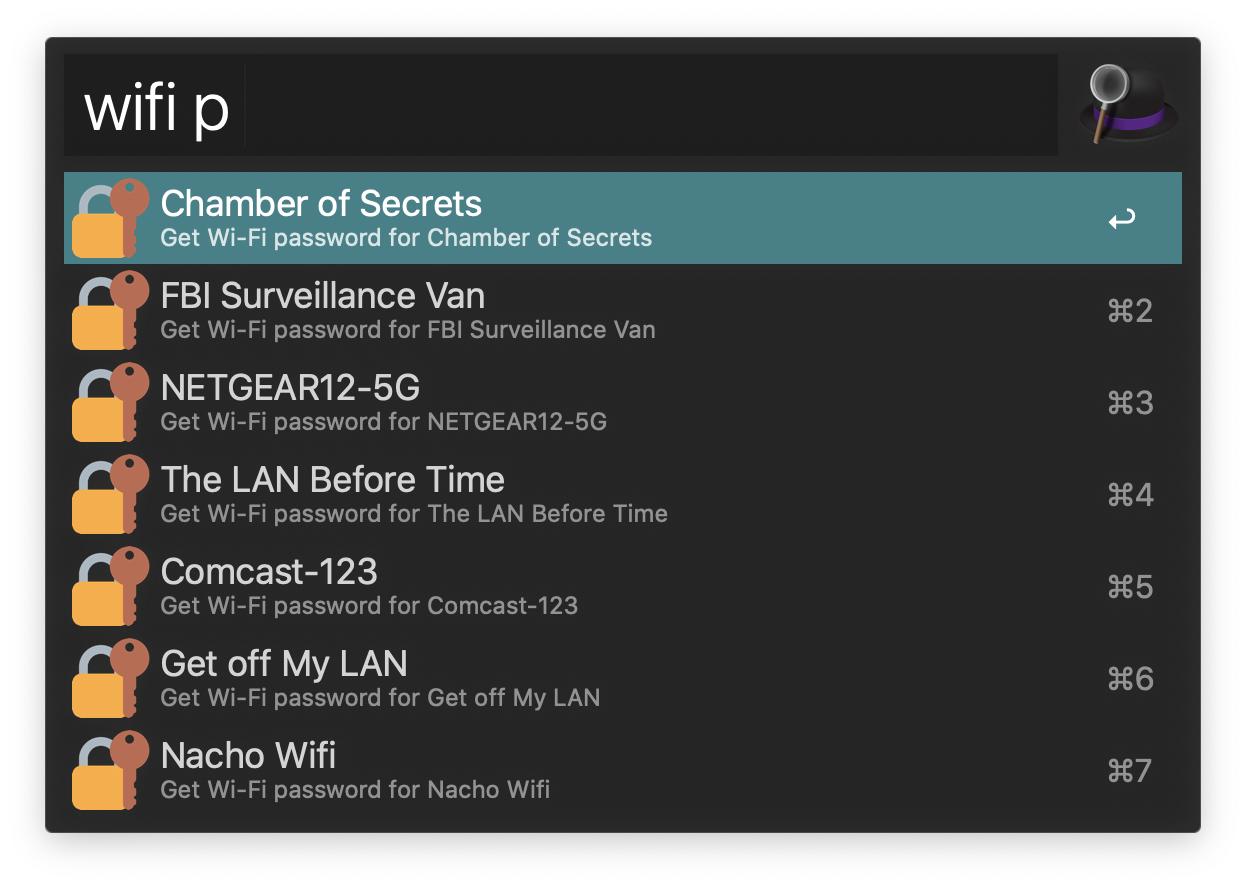 wifi p
Chamber of Secrets
Get Wi-Fi password for Chamber of Secrets
↩
FBI Surveillance Van
Get Wi-Fi password for FBI Surveillance Van
⌘2
NETGEAR12-5G
Get Wi-Fi password for NETGEAR12-5G
⌘3
The LAN Before Time
Get Wi-Fi password for The LAN Before Time
⌘4
Comcast-123
Get Wi-Fi password for Comcast-123
⌘5
Get off My LAN
Get Wi-Fi password for Get off My LAN
⌘6
Nacho Wifi
Get Wi-Fi password for Nacho Wifi
⌘7